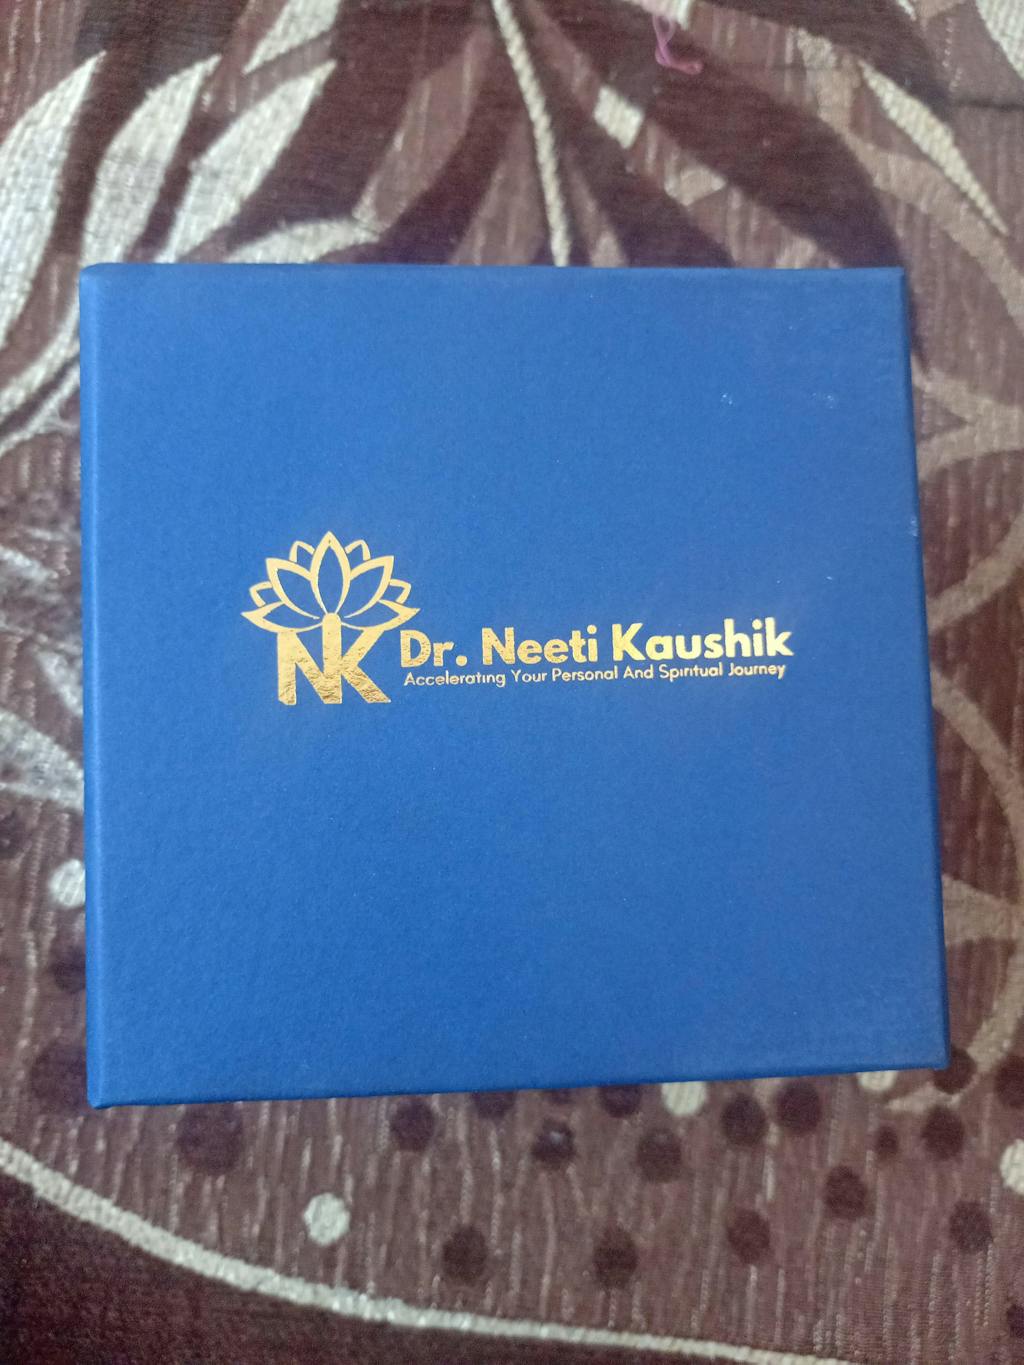 NK
Dr. Neeti Kaushik
Accelerating Your Personal And Spiritual Journey